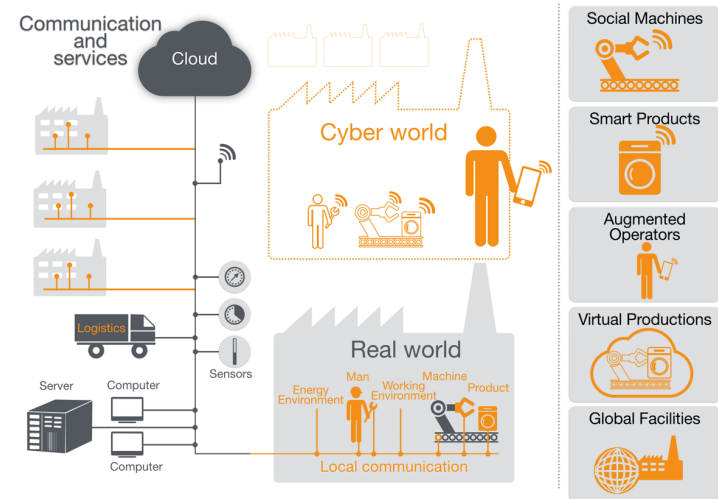 Communication
and
services
Cloud
Logistics
Sensors
Server
Computer
Computer
Cyber world
Real world
Energy
Environment
Man
Working
Environment
Machine
Product
Local communication
Social Machines
Smart Products
Augmented
Operators
Virtual Productions
Global Facilities